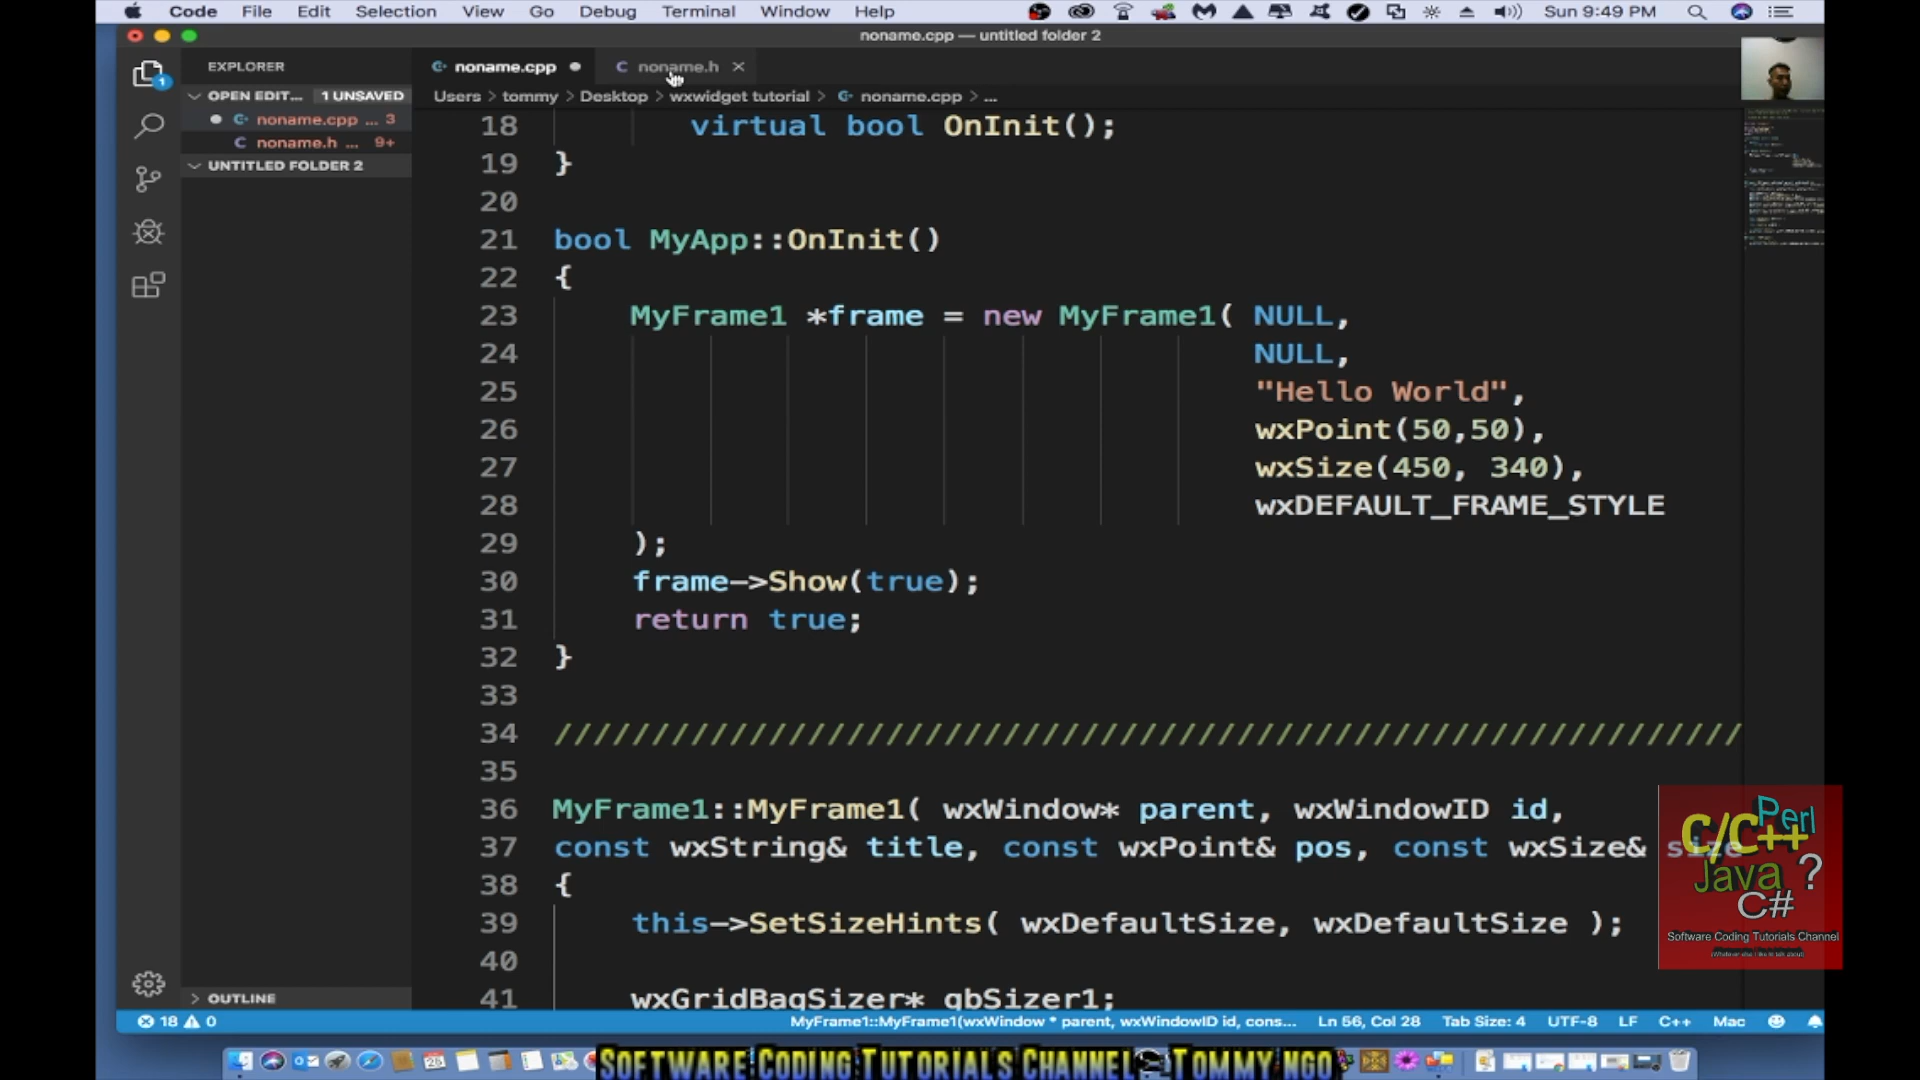 Code File Edit Selection View Go Debug Terminal Window Help Sun 9:49 PM
noname.cpp — untitled folder 2
EXPLORER
OPEN EDIT... 1 UNSAVED
noname.cpp ... 3
noname.h ... 9+
UNTITLED FOLDER 2
OUTLINE
noname.cpp noname.h
Users > tommy > Desktop > wxwidget tutorial > noname.cpp > ...
18 virtual bool OnInit();
19 }
20
21 bool MyApp::OnInit()
22 {
23 MyFrame1 *frame = new MyFrame1( NULL,
24 NULL,
25 "Hello World",
26 wxPoint(50,50),
27 wxSize(450, 340),
28 wxDEFAULT_FRAME_STYLE
29 );
30 frame->Show(true);
31 return true;
32 }
33
34 /////////////////////////////////////////////////////////////
35
36 MyFrame1::MyFrame1( wxWindow* parent, wxWindowID id,
37 const wxString& title, const wxPoint& pos, const wxSize& size
38 {
39 this->SetSizeHints( wxDefaultSize, wxDefaultSize );
40
41 wxGridBagSizer* gbSizer1;
C/C++ Perl
Java ?
C#
Software Coding Tutorials Channel
(Whatever else I like to talk about)
18 0 MyFrame1::MyFrame1(wxWindow * parent, wxWindowID id, cons... Ln 56, Col 28 Tab Size: 4 UTF-8 LF C++ Mac
SOFTWARE CODING TUTORIALS CHANNEL - TOMMY NGO